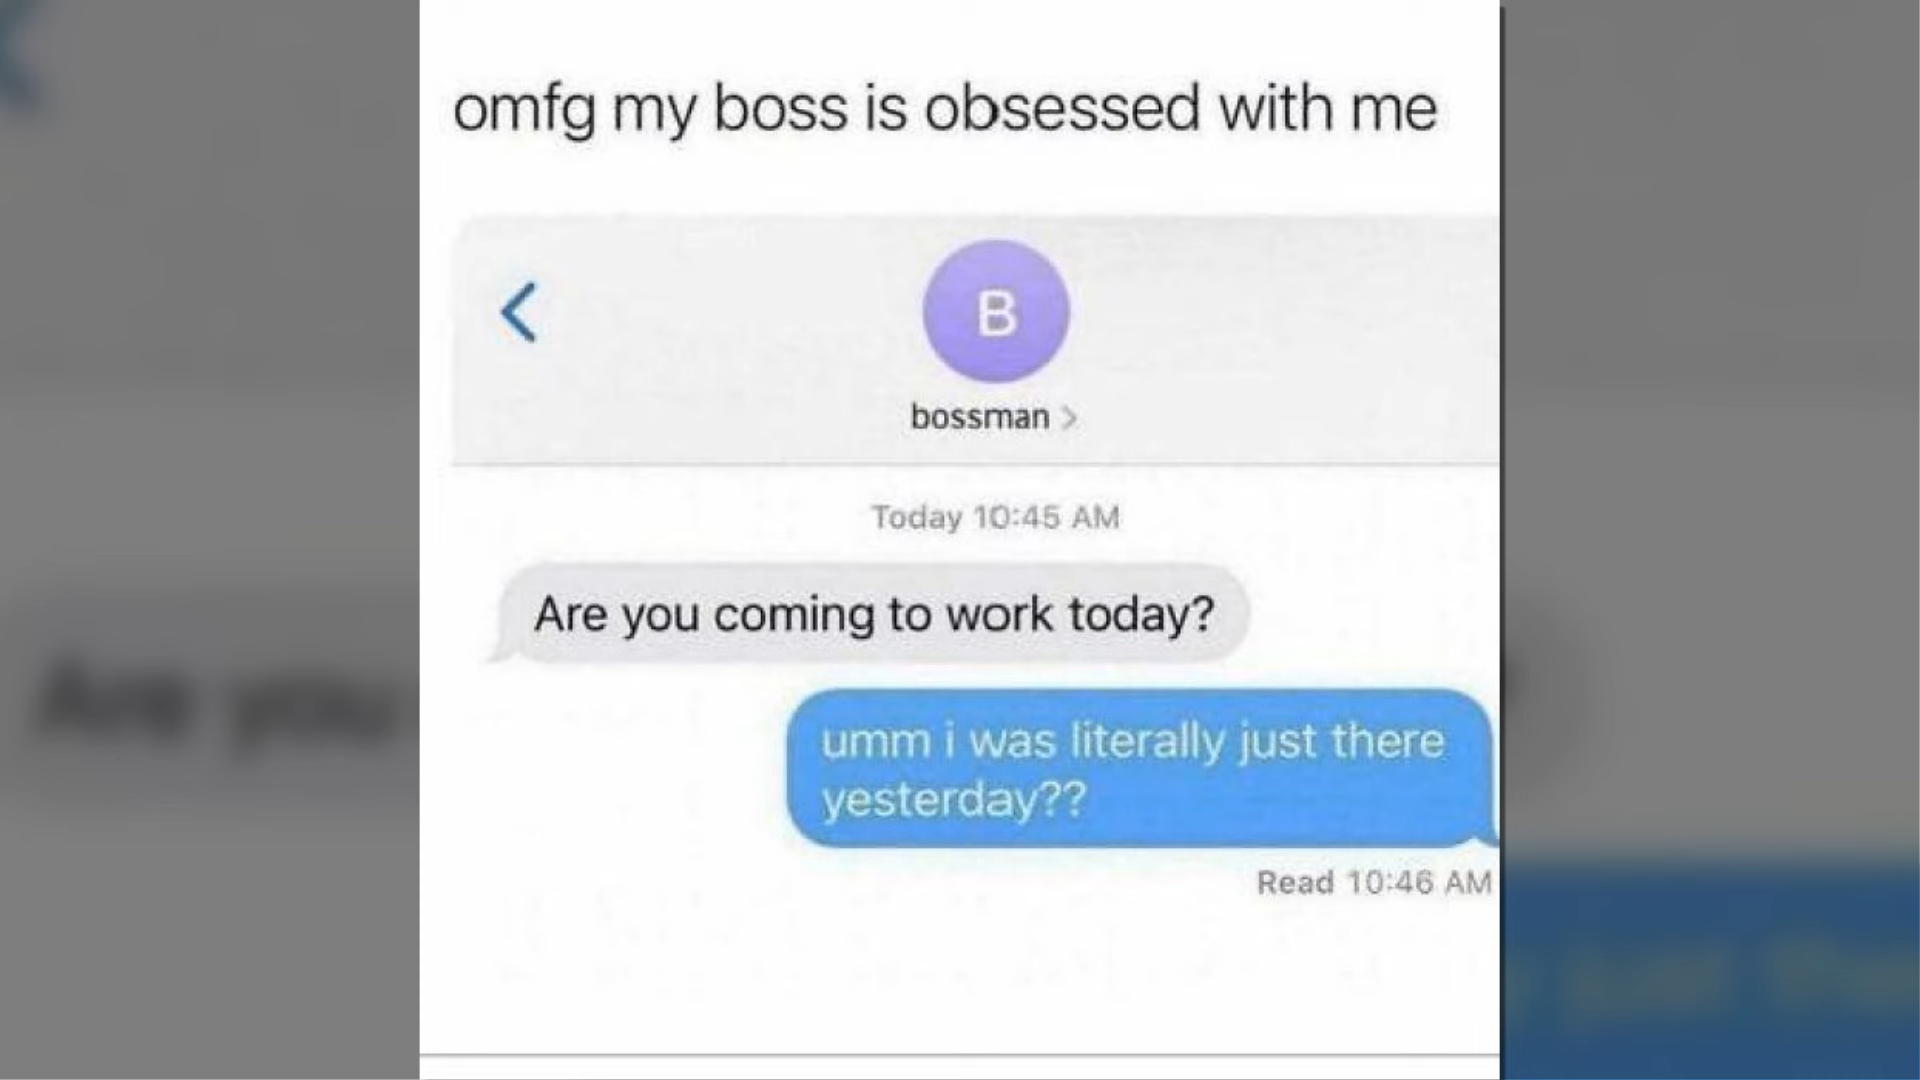 omfg my boss is obsessed with me
B
bossman >
Today 10:45 AM
Are you coming to work today?
umm i was literally just there
yesterday??
Read 10:46 AM